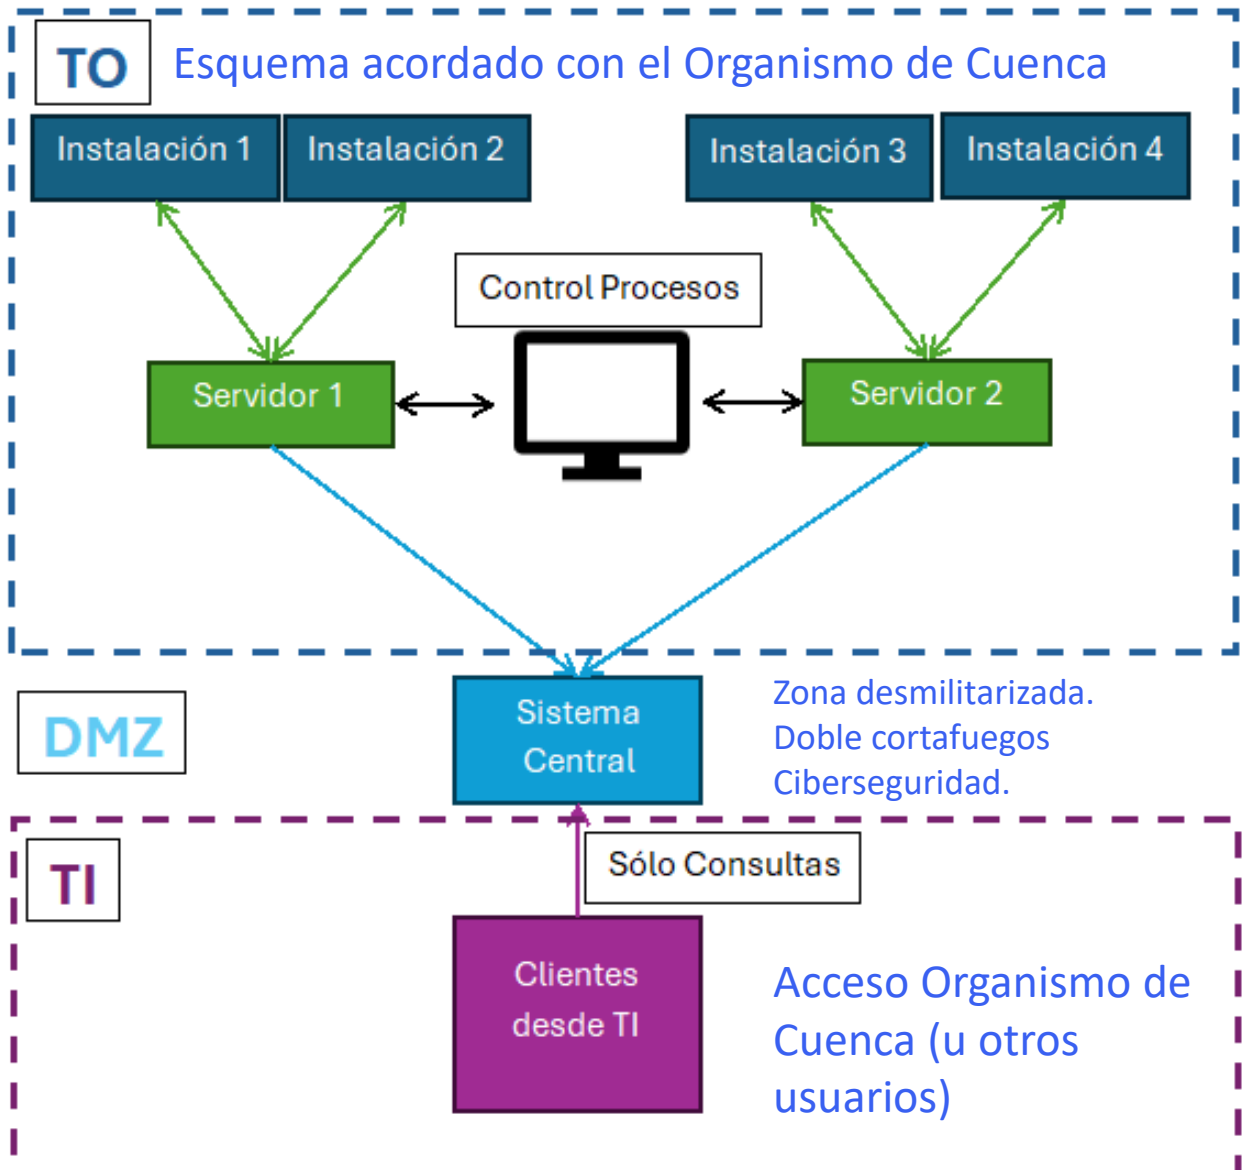 TO
Esquema acordado con el Organismo de Cuenca
Instalación 1
Instalación 2
Instalación 3
Instalación 4
Control Procesos
Servidor 1
Servidor 2
DMZ
Sistema
Central
Zona desmilitarizada.
Doble cortafuegos
Ciberseguridad.
TI
Sólo Consultas
Clientes
desde TI
Acceso Organismo de
Cuenca (u otros
usuarios)